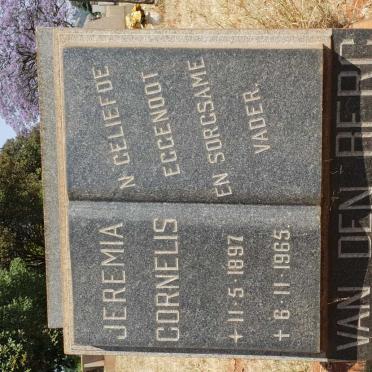 JEREMIA
CORNELIS
+ 11·5·1897
+ 6·11·1965.
N GELIEFDE
EGGENOOT
EN SORGSAME
VADER.
VAN DEN BERG